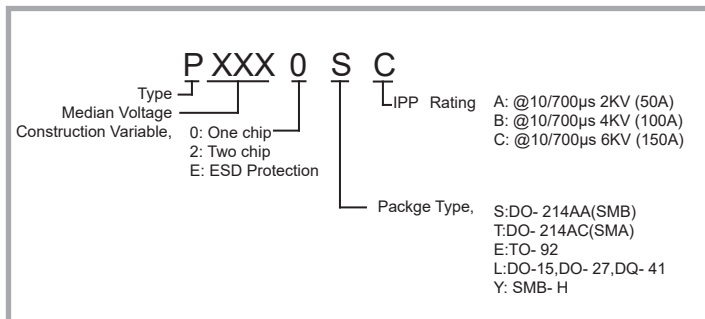 P XXX 0 S C
Type
Median Voltage
Construction Variable,
0: One chip
2: Two chip
E: ESD Protection
IPP Rating
A: @10/700µs 2KV (50A)
B: @10/700µs 4KV (100A)
C: @10/700µs 6KV (150A)
Packge Type,
S:DO- 214AA(SMB)
T:DO- 214AC(SMA)
E:TO- 92
L:DO-15,DO- 27,DQ- 41
Y: SMB- H